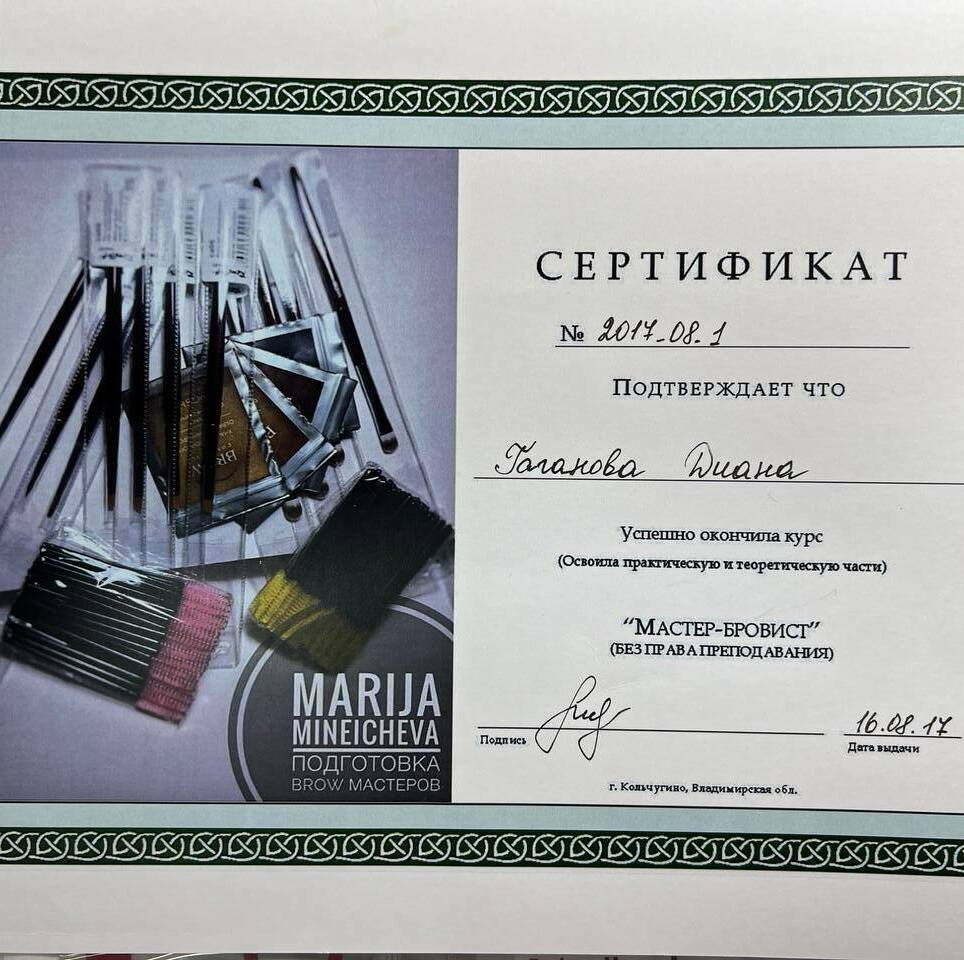 СЕРТИФИКАТ
№ 2017-08.1
ПОДТВЕРЖДАЕТ ЧТО
Гаганова Диана
Успешно окончила курс
(Освоила практическую и теоретическую части)
“МАСТЕР-БРОВИСТ”
(БЕЗ ПРАВА ПРЕПОДАВАНИЯ)
Подпись
16.08.17
Дата выдачи
г. Кольчугино, Владимирская обл.
MARIJA
MINEICHEVA
ПОДГОТОВКА
BROW МАСТЕРОВ